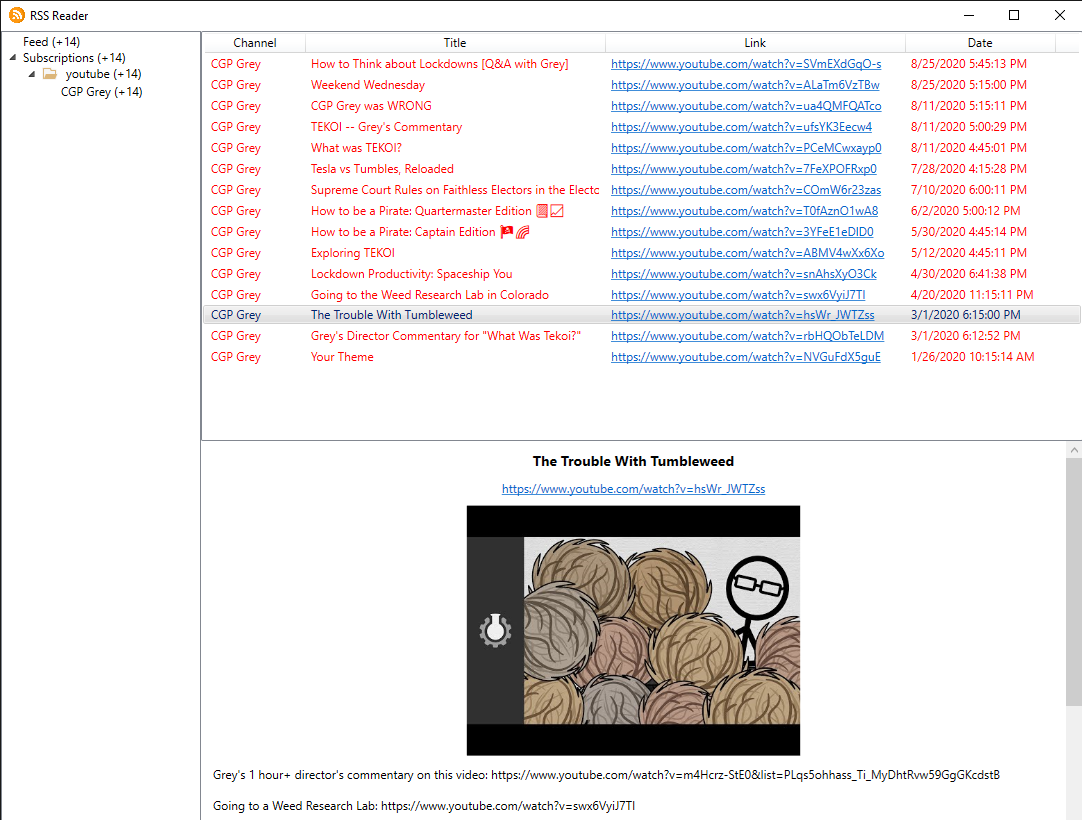 RSS Reader
Feed (+14)
Subscriptions (+14)
youtube (+14)
CGP Grey (+14)
Channel Title Link Date
CGP Grey How to Think about Lockdowns [Q&A with Grey] https://www.youtube.com/watch?v=SVmEXdGqO-s 8/25/2020 5:45:13 PM
CGP Grey Weekend Wednesday https://www.youtube.com/watch?v=ALaTm6VzTBw 8/25/2020 5:15:00 PM
CGP Grey CGP Grey was WRONG https://www.youtube.com/watch?v=ua4QMFQATco 8/11/2020 5:15:11 PM
CGP Grey TEKOI -- Grey's Commentary https://www.youtube.com/watch?v=ufsYK3Eecw4 8/11/2020 5:00:29 PM
CGP Grey What was TEKOI? https://www.youtube.com/watch?v=PCeMCwxayp0 8/11/2020 4:45:01 PM
CGP Grey Tesla vs Tumbles, Reloaded https://www.youtube.com/watch?v=7FeXPOFRxp0 7/28/2020 4:15:28 PM
CGP Grey Supreme Court Rules on Faithless Electors in the Electo https://www.youtube.com/watch?v=COmW6r23zas 7/10/2020 6:00:11 PM
CGP Grey How to be a Pirate: Quartermaster Edition https://www.youtube.com/watch?v=T0fAznO1wA8 6/2/2020 5:00:12 PM
CGP Grey How to be a Pirate: Captain Edition https://www.youtube.com/watch?v=3YFeE1eDlD0 5/30/2020 4:45:14 PM
CGP Grey Exploring TEKOI https://www.youtube.com/watch?v=ABMV4wXx6Xo 5/12/2020 4:45:11 PM
CGP Grey Lockdown Productivity: Spaceship You https://www.youtube.com/watch?v=snAhsXyO3Ck 4/30/2020 6:41:38 PM
CGP Grey Going to the Weed Research Lab in Colorado https://www.youtube.com/watch?v=swx6VyiJ7TI 4/20/2020 11:15:11 PM
CGP Grey The Trouble With Tumbleweed https://www.youtube.com/watch?v=hsWr_JWTZss 3/1/2020 6:15:00 PM
CGP Grey Grey's Director Commentary for "What Was Tekoi?" https://www.youtube.com/watch?v=rbHQObTeLDM 3/1/2020 6:12:52 PM
CGP Grey Your Theme https://www.youtube.com/watch?v=NVGuFdX5guE 1/26/2020 10:15:14 AM
The Trouble With Tumbleweed
https://www.youtube.com/watch?v=hsWr_JWTZss
Grey's 1 hour+ director's commentary on this video: https://www.youtube.com/watch?v=m4Hcrz-StE0&list=PLqs5ohhass_Ti_MyDhtRvw59GgGKcdstB
Going to a Weed Research Lab: https://www.youtube.com/watch?v=swx6VyiJ7TI